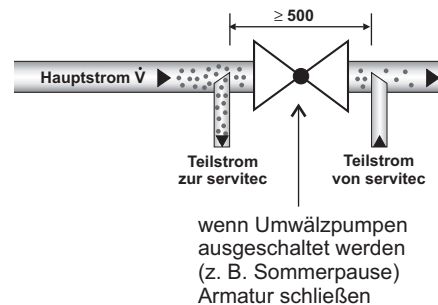 ≥ 500
Hauptstrom V̇
Teilstrom
zur servitec
Teilstrom
von servitec
wenn Umwälzpumpen
ausgeschaltet werden
(z. B. Sommerpause)
Armatur schließen